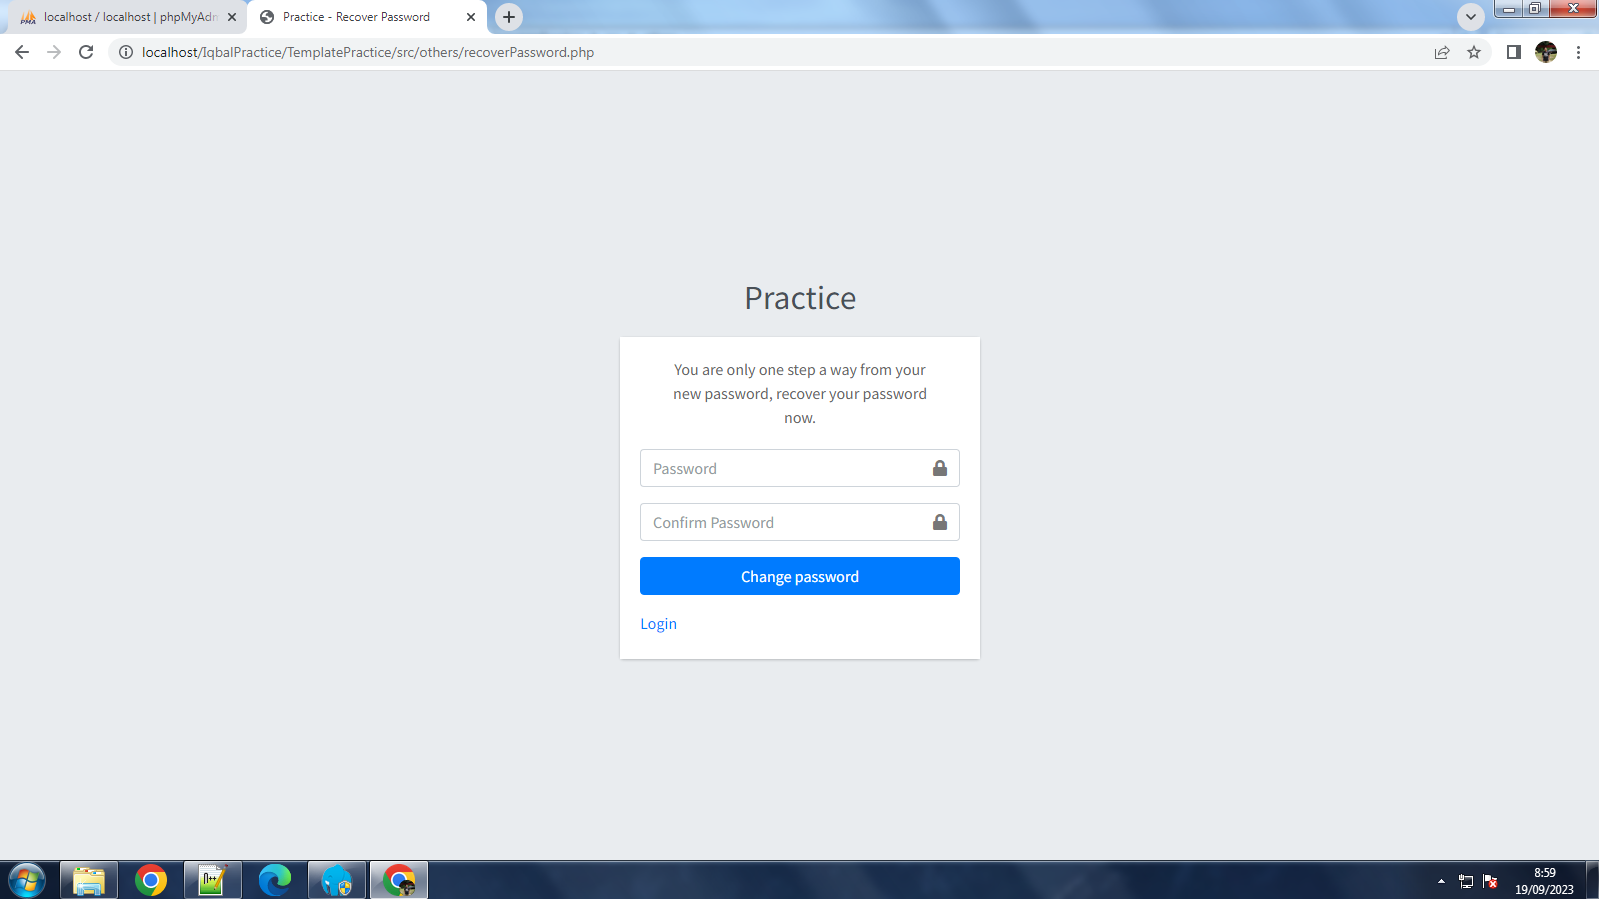 localhost / localhost | phpMyAdm
Practice - Recover Password
localhost/IqbalPractice/TemplatePractice/src/others/recoverPassword.php
Practice
You are only one step a way from your
new password, recover your password
now.
Password
Confirm Password
Change password
Login
8:59
19/09/2023